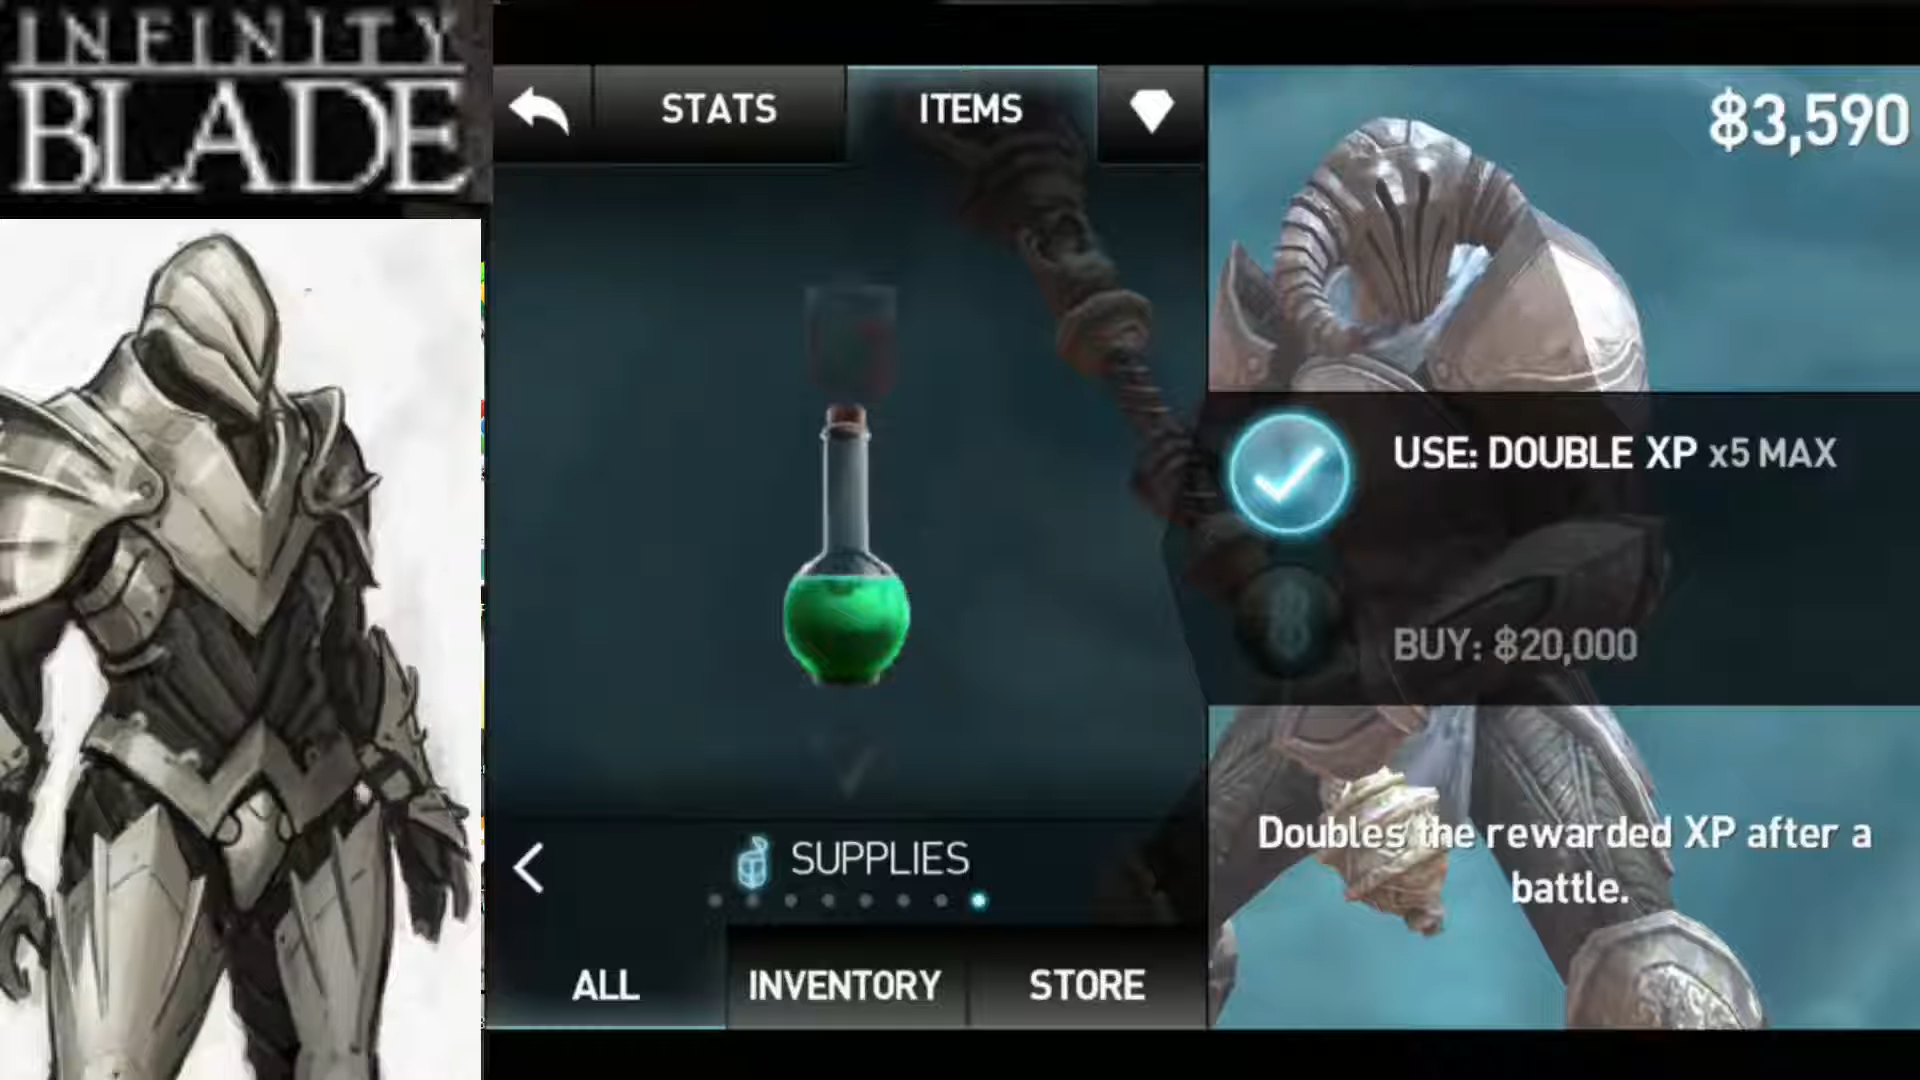 INFINITY
BLADE
STATS
ITEMS
฿3,590
USE: DOUBLE XP x5 MAX
BUY: ฿20,000
Doubles the rewarded XP after a
battle.
SUPPLIES
ALL
INVENTORY
STORE